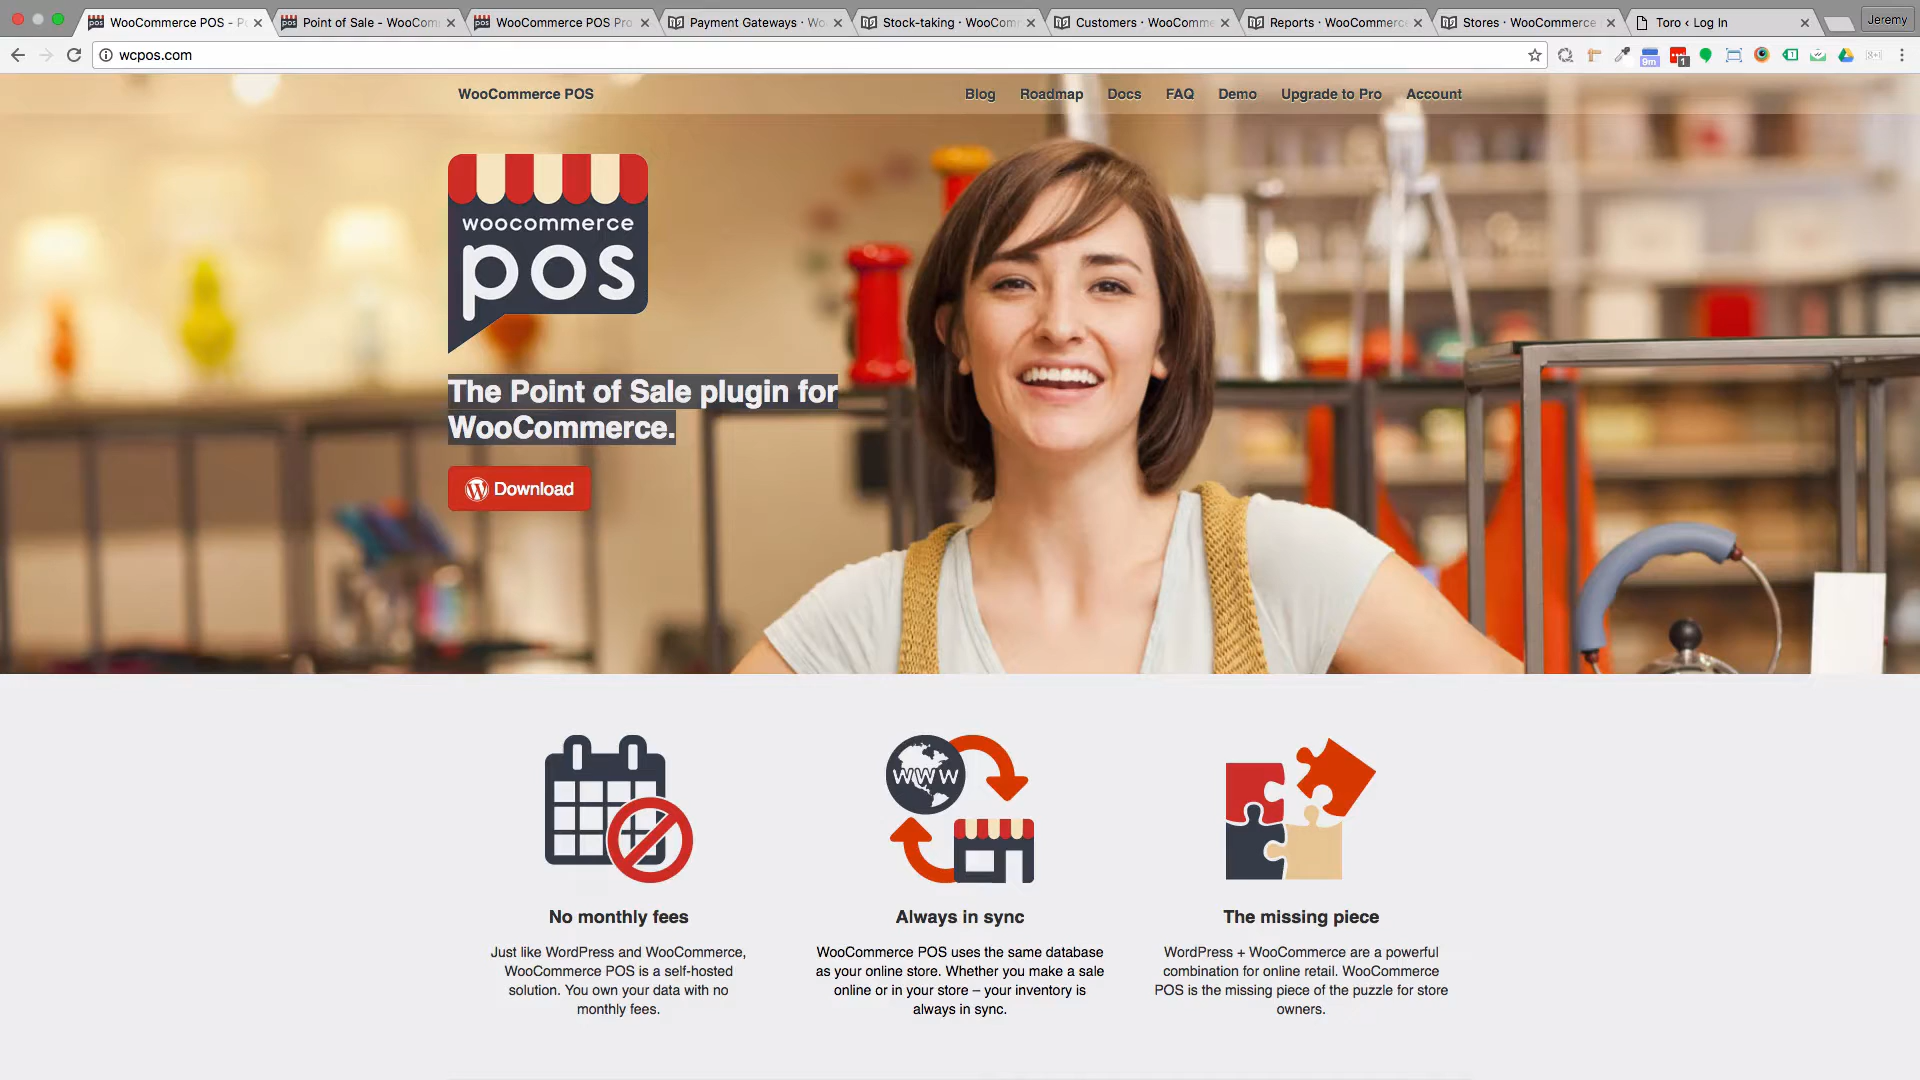 WooCommerce POS - P
Point of Sale - WooCom
WooCommerce POS Pro
Payment Gateways · Wo
Stock-taking · WooComm
Customers · WooComme
Reports · WooCommerce
Stores · WooCommerce
Toro ‹ Log In
Jeremy
wcpos.com
9m
1
WooCommerce POS
Blog
Roadmap
Docs
FAQ
Demo
Upgrade to Pro
Account
woocommerce
pos
The Point of Sale plugin for
WooCommerce.
Download
WWW
No monthly fees
Just like WordPress and WooCommerce,
WooCommerce POS is a self-hosted
solution. You own your data with no
monthly fees.
Always in sync
WooCommerce POS uses the same database
as your online store. Whether you make a sale
online or in your store – your inventory is
always in sync.
The missing piece
WordPress + WooCommerce are a powerful
combination for online retail. WooCommerce
POS is the missing piece of the puzzle for store
owners.